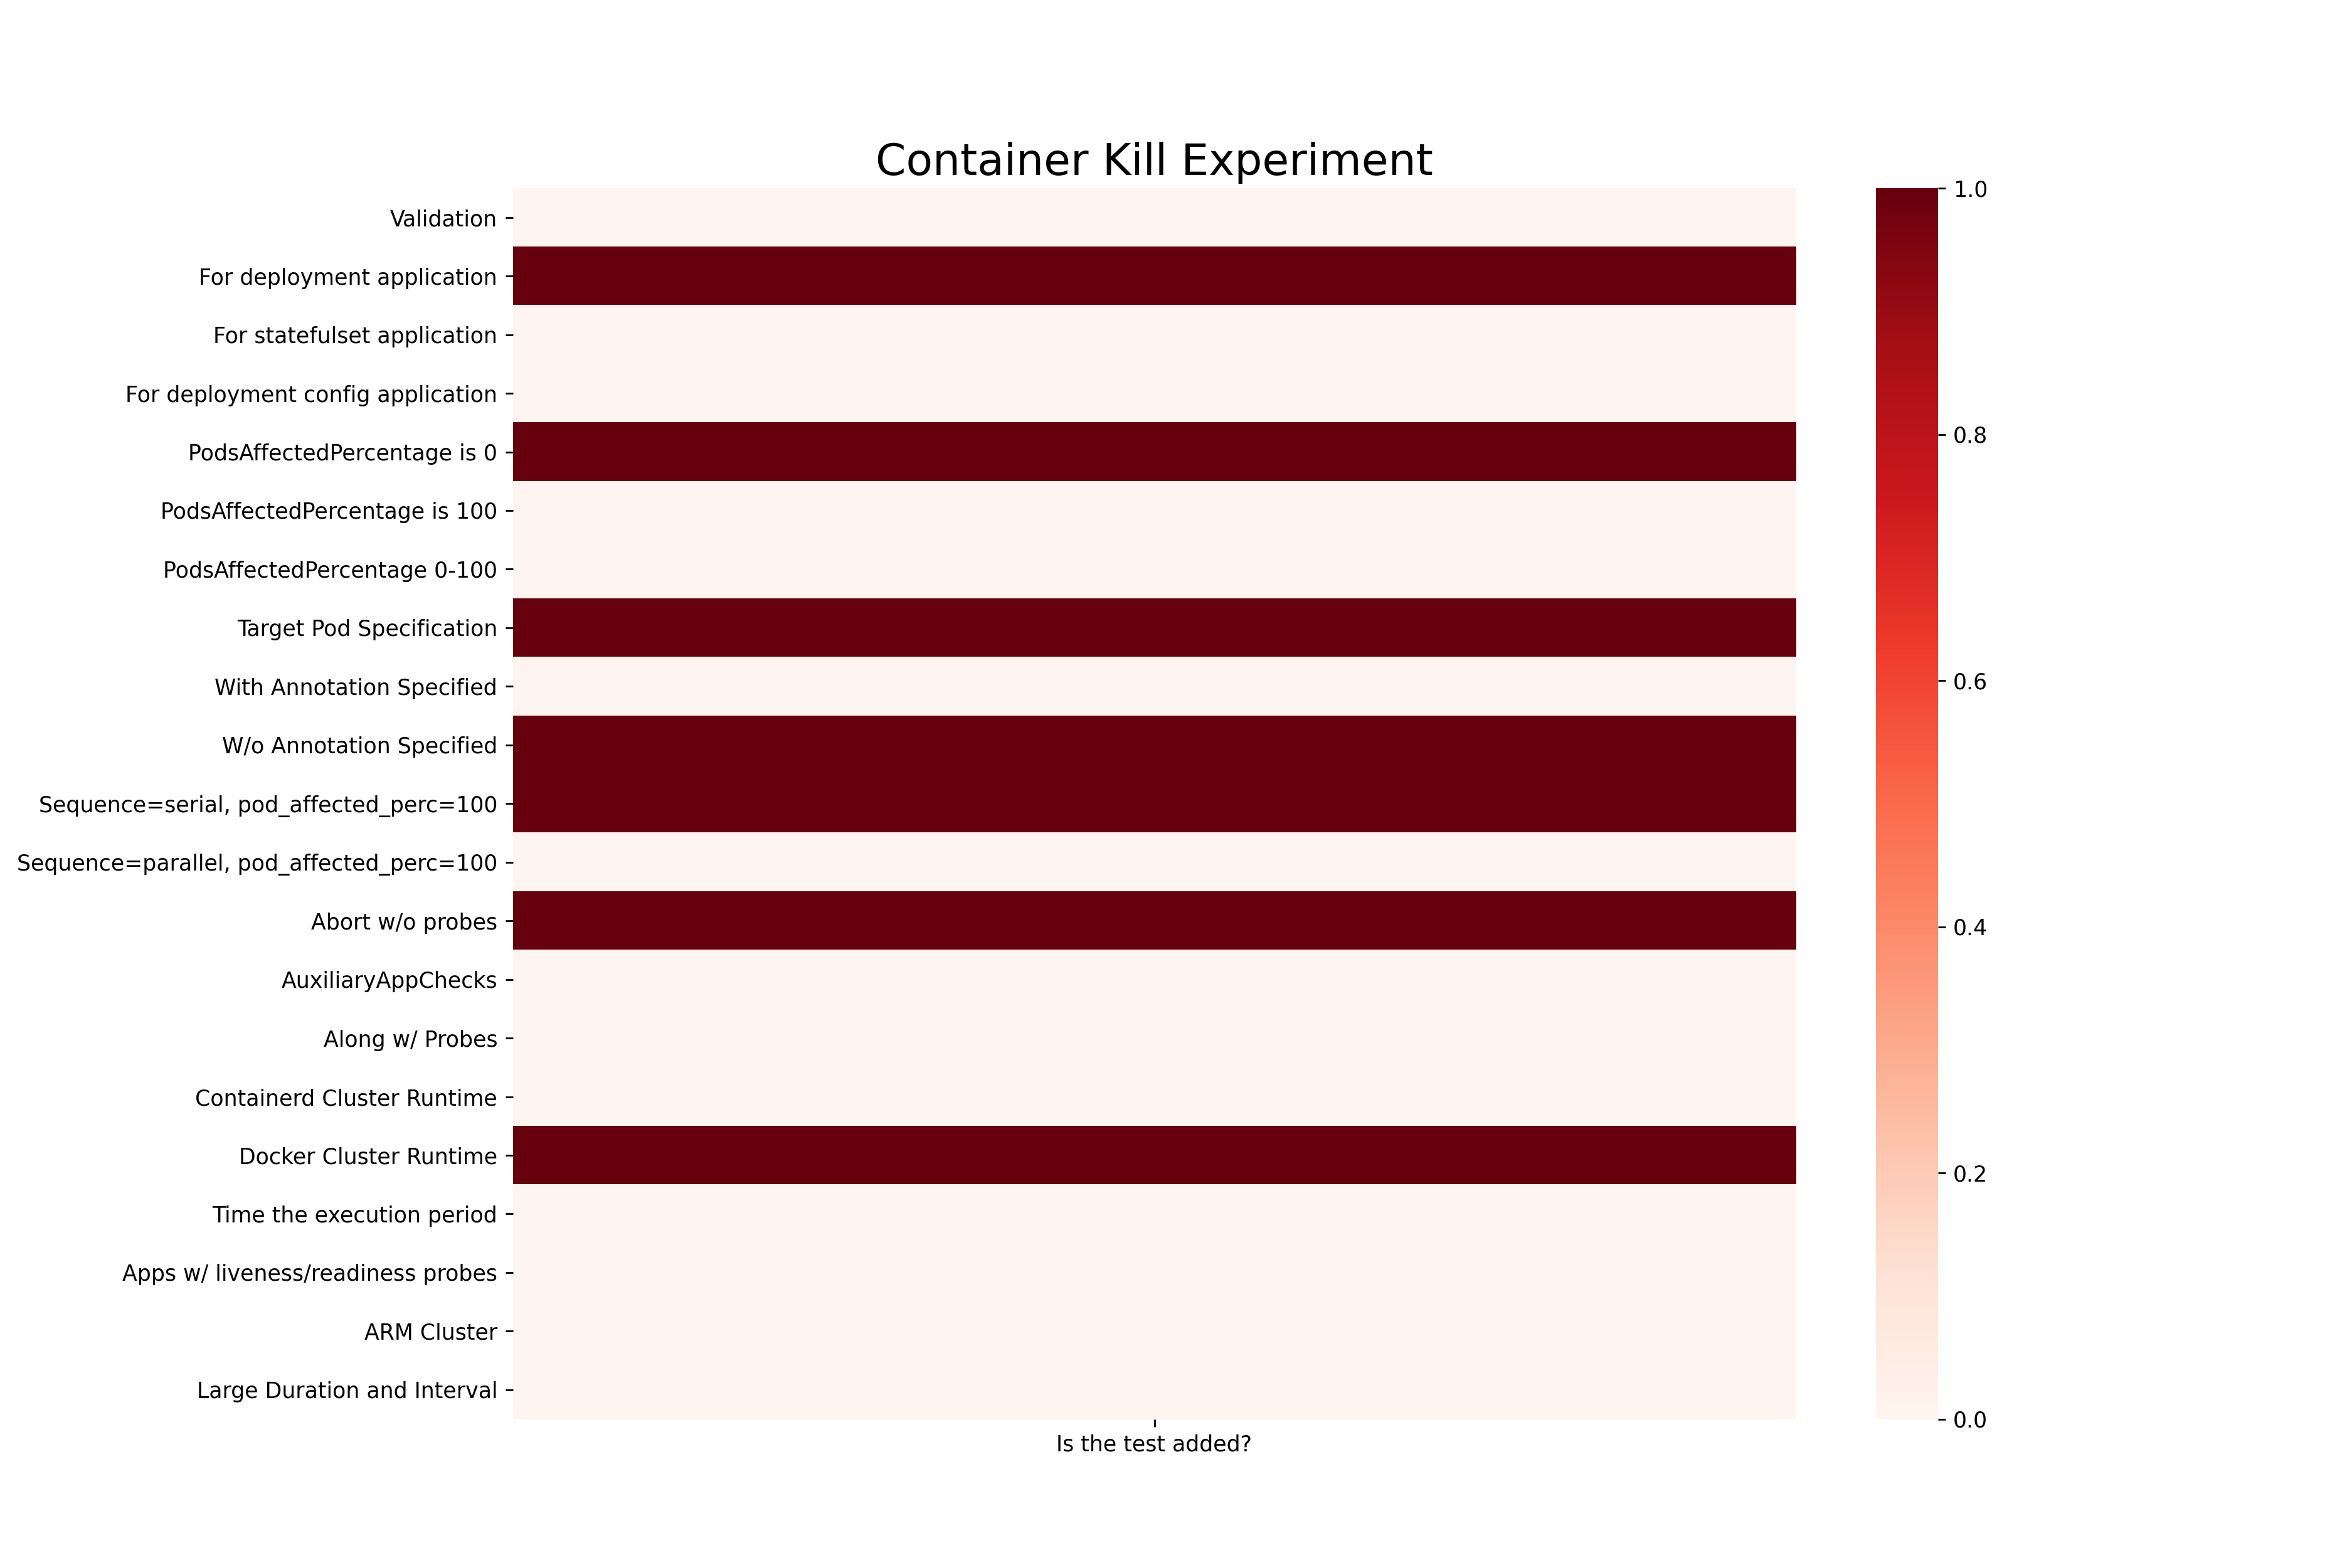 Container Kill Experiment
Validation
For deployment application
For statefulset application
For deployment config application
PodsAffectedPercentage is 0
PodsAffectedPercentage is 100
PodsAffectedPercentage 0-100
Target Pod Specification
With Annotation Specified
W/o Annotation Specified
Sequence=serial, pod_affected_perc=100
Sequence=parallel, pod_affected_perc=100
Abort w/o probes
AuxiliaryAppChecks
Along w/ Probes
Containerd Cluster Runtime
Docker Cluster Runtime
Time the execution period
Apps w/ liveness/readiness probes
ARM Cluster
Large Duration and Interval
Is the test added?
1.0
0.8
0.6
0.4
0.2
0.0